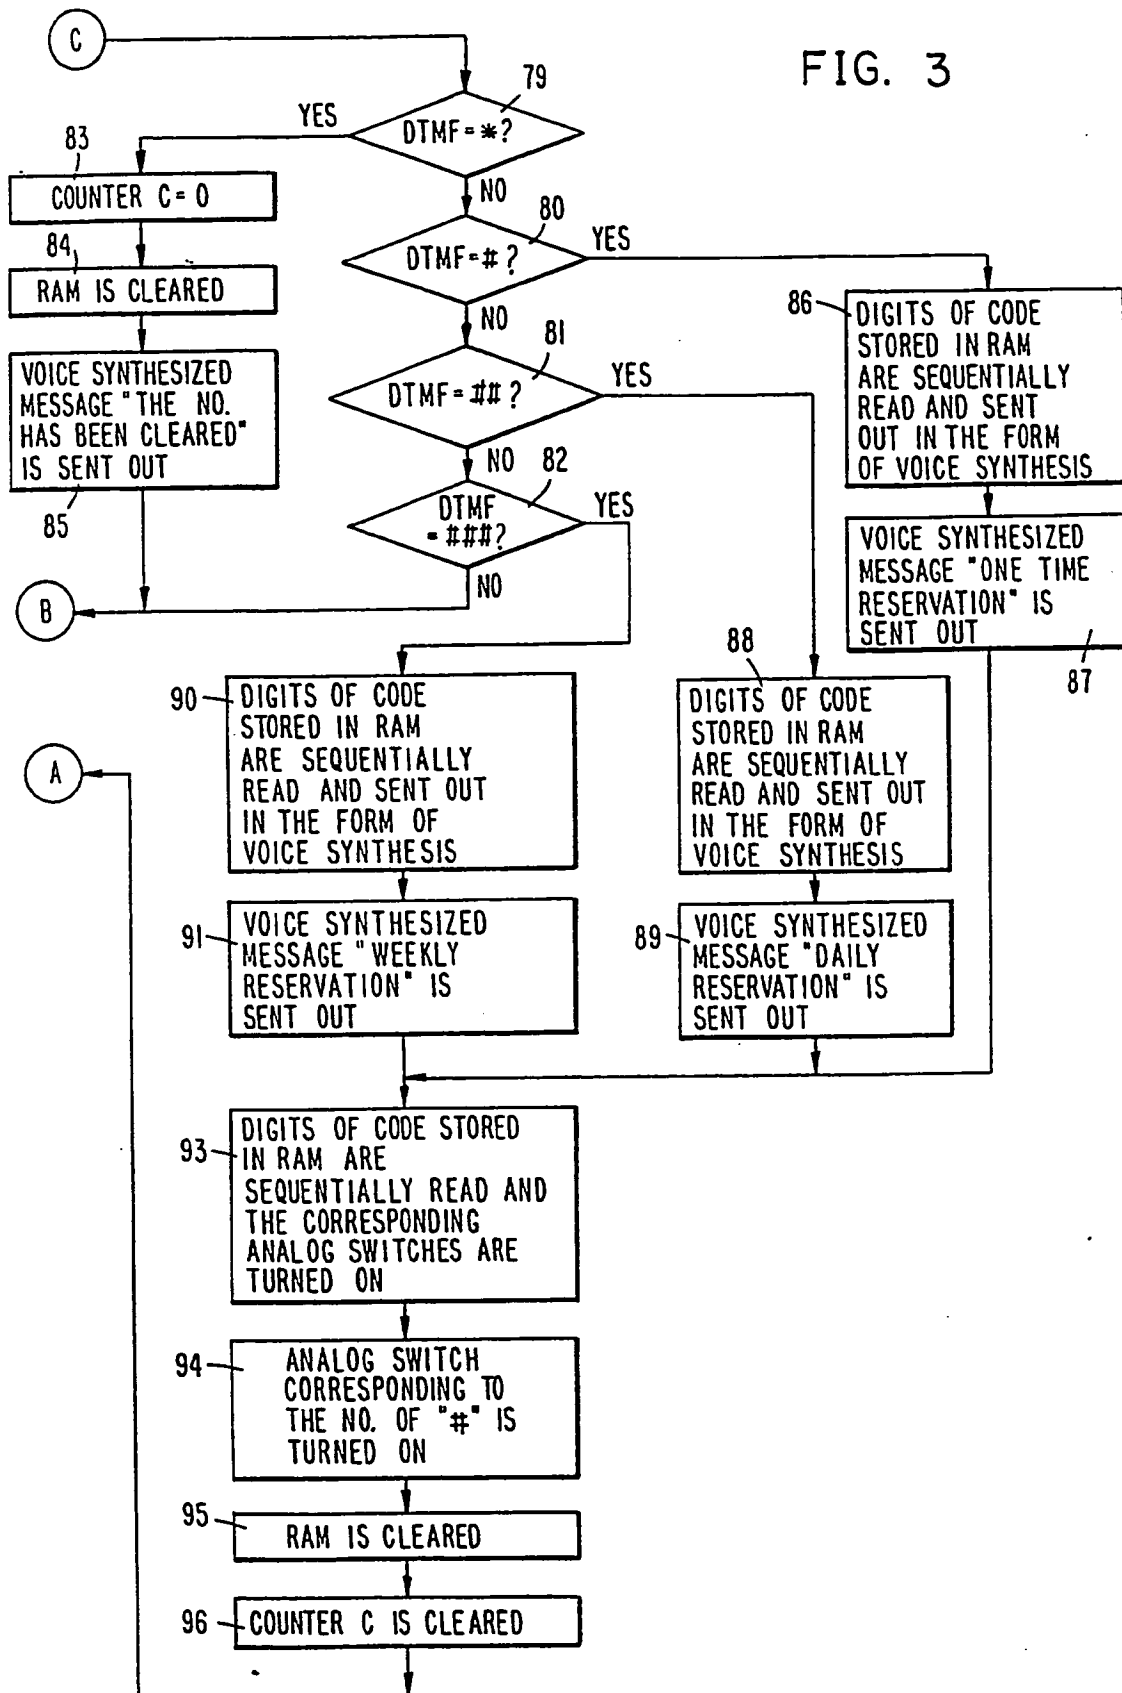 C
FIG. 3
79
DTMF=*?
YES
NO
83
COUNTER C=0
80
DTMF=#?
YES
NO
84
RAM IS CLEARED
86
DIGITS OF CODE
STORED IN RAM
ARE SEQUENTIALLY
READ AND SENT
OUT IN THE FORM
OF VOICE SYNTHESIS
81
DTMF=##?
YES
NO
VOICE SYNTHESIZED
MESSAGE "THE NO.
HAS BEEN CLEARED"
IS SENT OUT
85
82
DTMF
=###?
YES
NO
VOICE SYNTHESIZED
MESSAGE "ONE TIME
RESERVATION" IS
SENT OUT
87
B
90
DIGITS OF CODE
STORED IN RAM
ARE SEQUENTIALLY
READ AND SENT OUT
IN THE FORM OF
VOICE SYNTHESIS
88
DIGITS OF CODE
STORED IN RAM
ARE SEQUENTIALLY
READ AND SENT OUT
IN THE FORM OF
VOICE SYNTHESIS
A
91
VOICE SYNTHESIZED
MESSAGE "WEEKLY
RESERVATION" IS
SENT OUT
89
VOICE SYNTHESIZED
MESSAGE "DAILY
RESERVATION" IS
SENT OUT
93
DIGITS OF CODE STORED
IN RAM ARE
SEQUENTIALLY READ AND
THE CORRESPONDING
ANALOG SWITCHES ARE
TURNED ON
94
ANALOG SWITCH
CORRESPONDING TO
THE NO. OF "#" IS
TURNED ON
95
RAM IS CLEARED
96
COUNTER C IS CLEARED